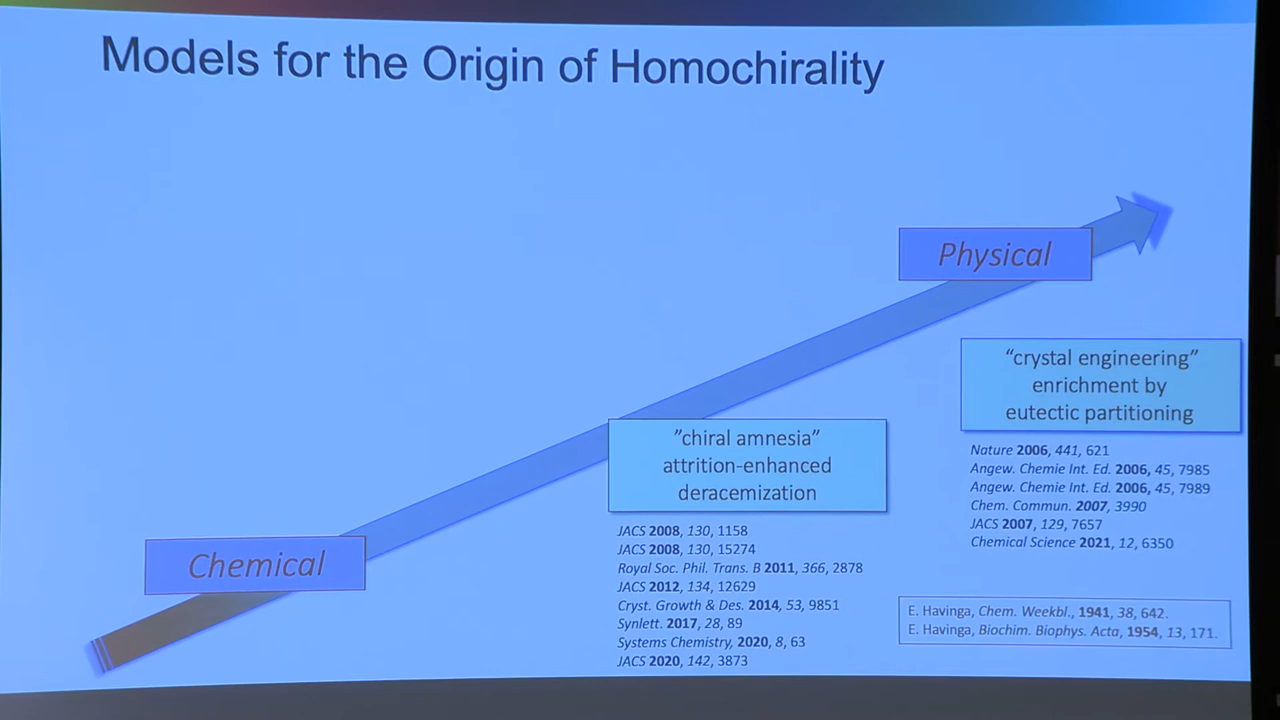 Models for the Origin of Homochirality
Physical
"crystal engineering"
enrichment by
eutectic partitioning
Nature 2006, 441, 621
Angew. Chemie Int. Ed. 2006, 45, 7985
Angew. Chemie Int. Ed. 2006, 45, 7989
Chem. Commun. 2007, 3990
JACS 2007, 129, 7657
Chemical Science 2021, 12, 6350
"chiral amnesia"
attrition-enhanced
deracemization
JACS 2008, 130, 1158
JACS 2008, 130, 15274
Royal Soc. Phil. Trans. B 2011, 366, 2878
JACS 2012, 134, 12629
Cryst. Growth & Des. 2014, 53, 9851
Synlett. 2017, 28, 89
Systems Chemistry, 2020, 8, 63
JACS 2020, 142, 3873
Chemical
E. Havinga, Chem. Weekbl., 1941, 38, 642.
E. Havinga, Biochim. Biophys. Acta, 1954, 13, 171.